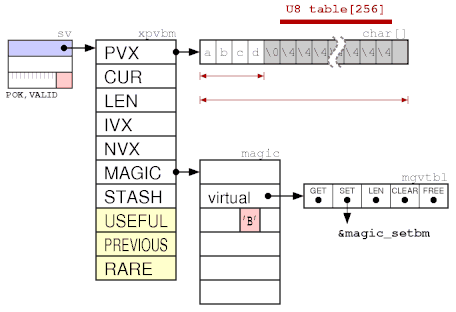 U8 table[256]
sv
xpvbm
char[]
PVX
a b c d \0 \4 \4 \4 \4 \4 \4
CUR
POK,VALID
LEN
IVX
NVX
magic
MAGIC
mgvtbl
STASH
virtual
GET SET LEN CLEAR FREE
USEFUL
'B'
&magic_setbm
PREVIOUS
RARE